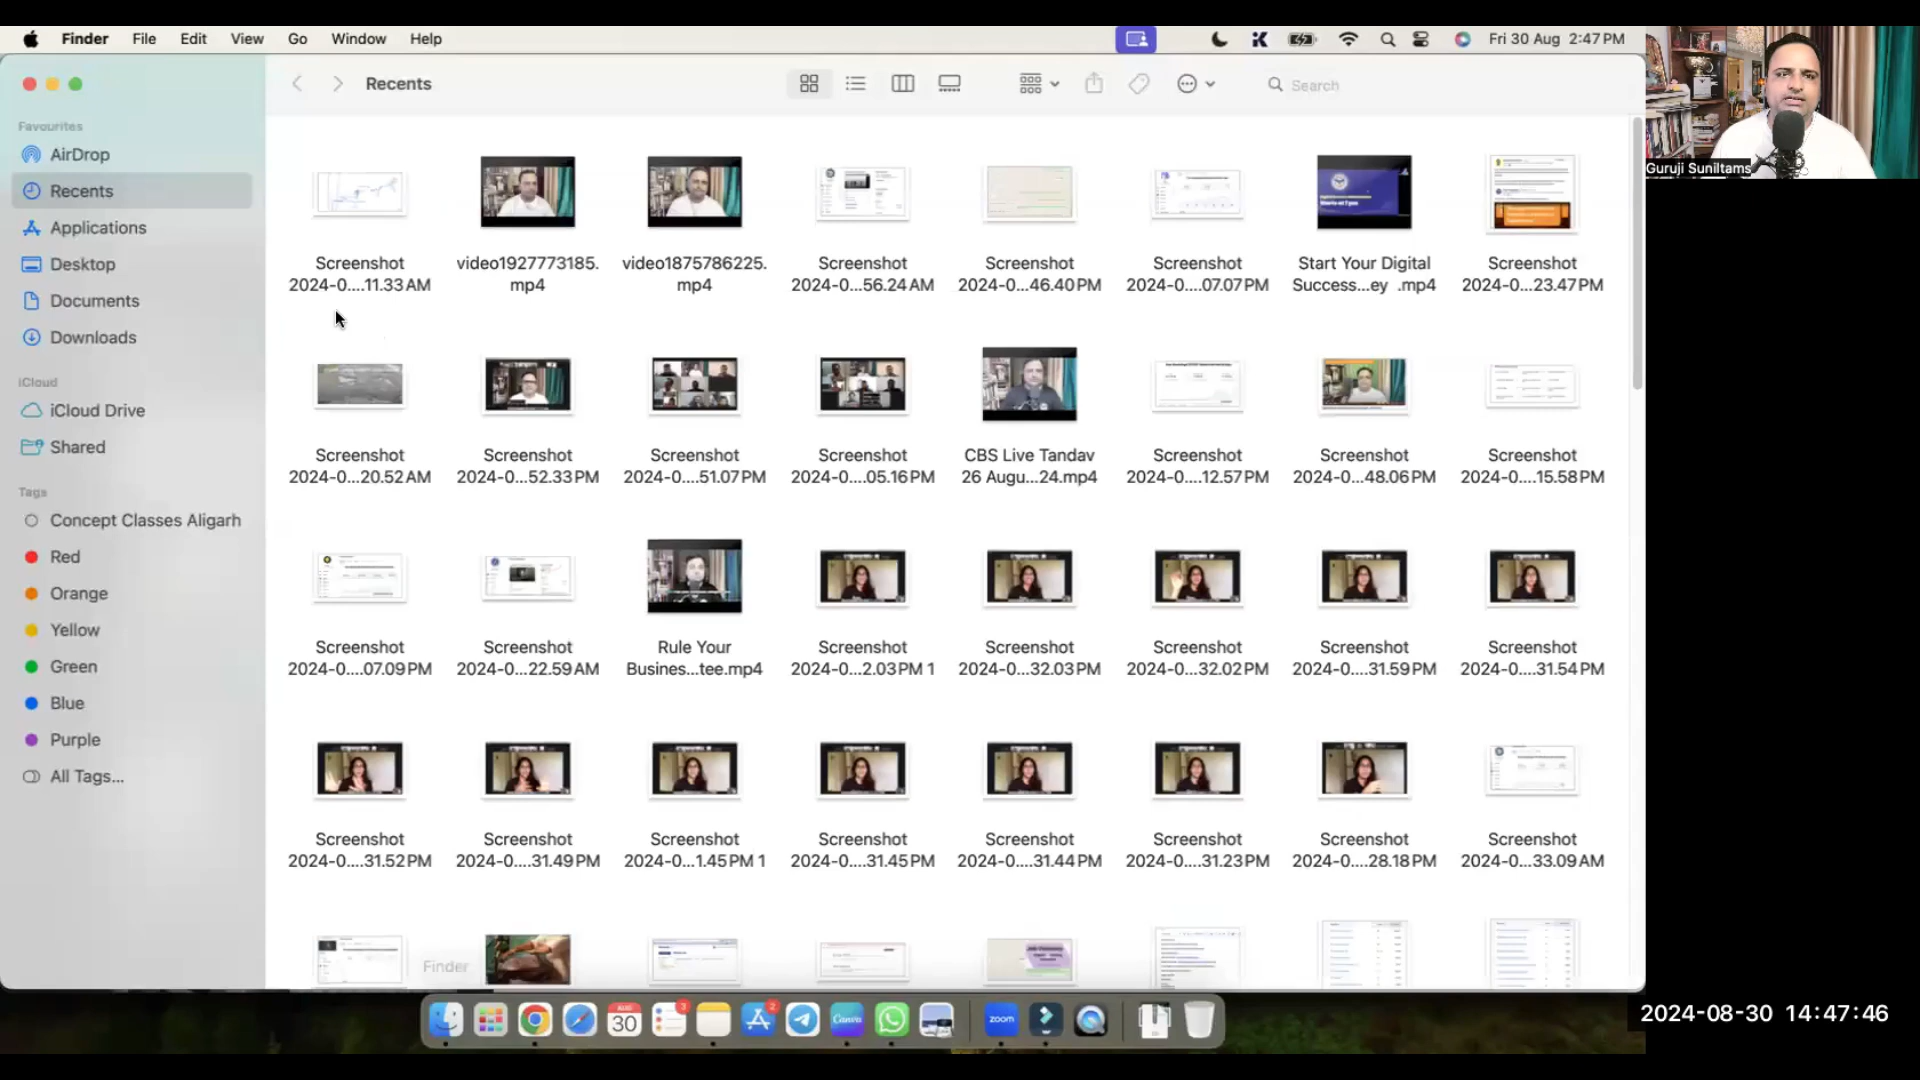 Finder File Edit View Go Window Help Fri 30 Aug 2:47 PM
Recents Search
Favourites
AirDrop
Recents
Applications
Desktop
Documents
Downloads
iCloud
iCloud Drive
Shared
Tags
Concept Classes Aligarh
Red
Orange
Yellow
Green
Blue
Purple
All Tags...
Screenshot
2024-0....11.33 AM
video1927773185.
mp4
video1875786225.
mp4
Screenshot
2024-0...56.24 AM
Screenshot
2024-0...46.40 PM
Screenshot
2024-0....07.07 PM
Start Your Digital
Success...ey .mp4
Screenshot
2024-0...23.47 PM
Screenshot
2024-0...20.52 AM
Screenshot
2024-0...52.33 PM
Screenshot
2024-0....51.07 PM
Screenshot
2024-0....05.16 PM
CBS Live Tandav
26 Augu...24.mp4
Screenshot
2024-0....12.57 PM
Screenshot
2024-0...48.06 PM
Screenshot
2024-0....15.58 PM
Screenshot
2024-0....07.09 PM
Screenshot
2024-0...22.59 AM
Rule Your
Busines...tee.mp4
Screenshot
2024-0...2.03 PM 1
Screenshot
2024-0...32.03 PM
Screenshot
2024-0...32.02 PM
Screenshot
2024-0....31.59 PM
Screenshot
2024-0....31.54 PM
Screenshot
2024-0....31.52 PM
Screenshot
2024-0....31.49 PM
Screenshot
2024-0...1.45 PM 1
Screenshot
2024-0....31.45 PM
Screenshot
2024-0....31.44 PM
Screenshot
2024-0....31.23 PM
Screenshot
2024-0....28.18 PM
Screenshot
2024-0...33.09 AM
Finder
AUG
30
3
2
Canva
zoom
Guruji Suniltams
2024-08-30 14:47:46